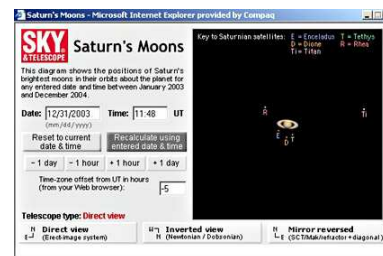 Saturn's Moons - Microsoft Internet Explorer provided by Compaq
SKY
& TELESCOPE
Saturn's Moons
This diagram shows the positions of Saturn's
brightest moons in their orbits about the planet for
any entered date and time between January 2003
and December 2004.
Date: 12/31/2003 Time: 11:48 UT
(mm/dd/yyyy)
Reset to current
date & time
Recalculate using
entered date & time
- 1 day - 1 hour + 1 hour + 1 day
Time-zone offset from UT in hours
(from your Web browser): -5
Telescope type: Direct view
N
E
Direct view
(Erect-image system)
W
N
Inverted view
(Newtonian / Dobsonian)
N
E
Mirror reversed
(SCT/Mak/refractor + diagonal)
Key to Saturnian satellites: E = Enceladus T = Tethys
D = Dione R = Rhea
Ti = Titan
R
Ti
E
D
T